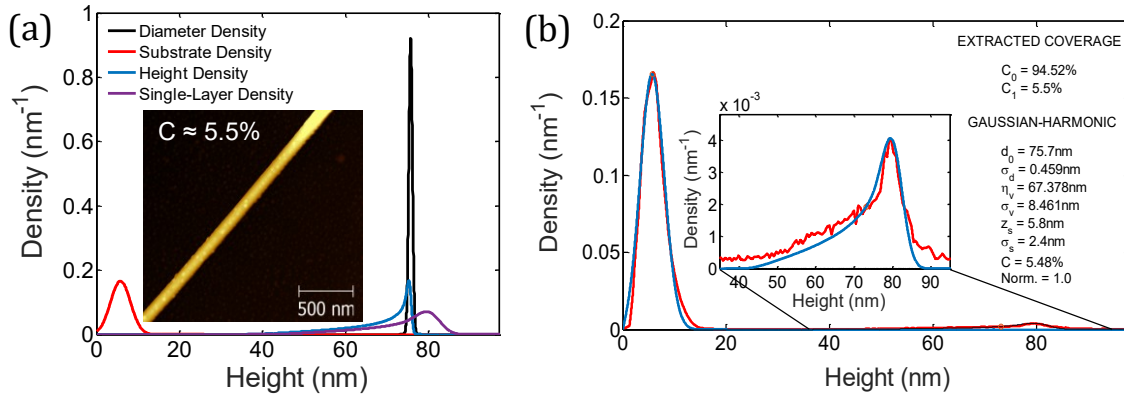 (a)
1
0.8
0.6
0.4
0.2
0
Density (nm⁻¹)
Diameter Density
Substrate Density
Height Density
Single-Layer Density
C ≈ 5.5%
500 nm
0 20 40 60 80
Height (nm)
(b)
0.2
0.15
0.1
0.05
0
Density (nm⁻¹)
x 10⁻³
4
3
2
1
0
Density (nm⁻¹)
40 50 60 70 80 90
Height (nm)
EXTRACTED COVERAGE
C₀ = 94.52%
C₁ = 5.5%
GAUSSIAN-HARMONIC
d₀ = 75.7nm
σ_d = 0.459nm
η_v = 67.378nm
σ_v = 8.461nm
z_s = 5.8nm
σ_s = 2.4nm
C = 5.48%
Norm. = 1.0
0 20 40 60 80
Height (nm)